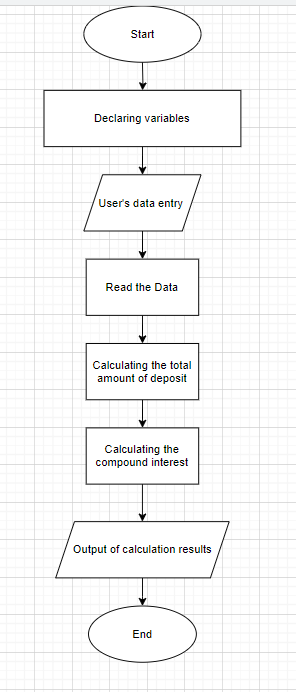 Start
Declaring variables
User's data entry
Read the Data
Calculating the total
amount of deposit
Calculating the
compound interest
Output of calculation results
End